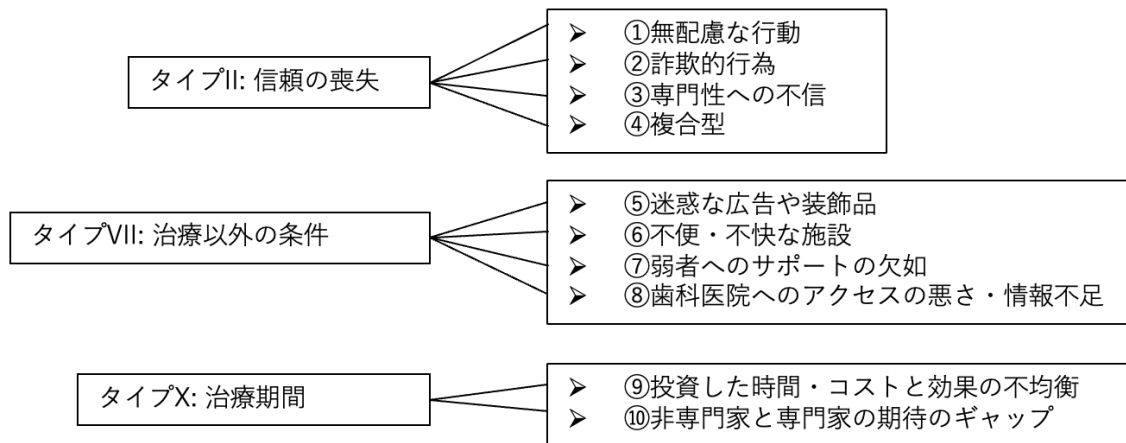 タイプII: 信頼の喪失
➢ ①無配慮な行動
➢ ②詐欺的行為
➢ ③専門性への不信
➢ ④複合型
タイプVII: 治療以外の条件
➢ ⑤迷惑な広告や装飾品
➢ ⑥不便・不快な施設
➢ ⑦弱者へのサポートの欠如
➢ ⑧歯科医院へのアクセスの悪さ・情報不足
タイプX: 治療期間
➢ ⑨投資した時間・コストと効果の不均衡
➢ ⑩非専門家と専門家の期待のギャップ